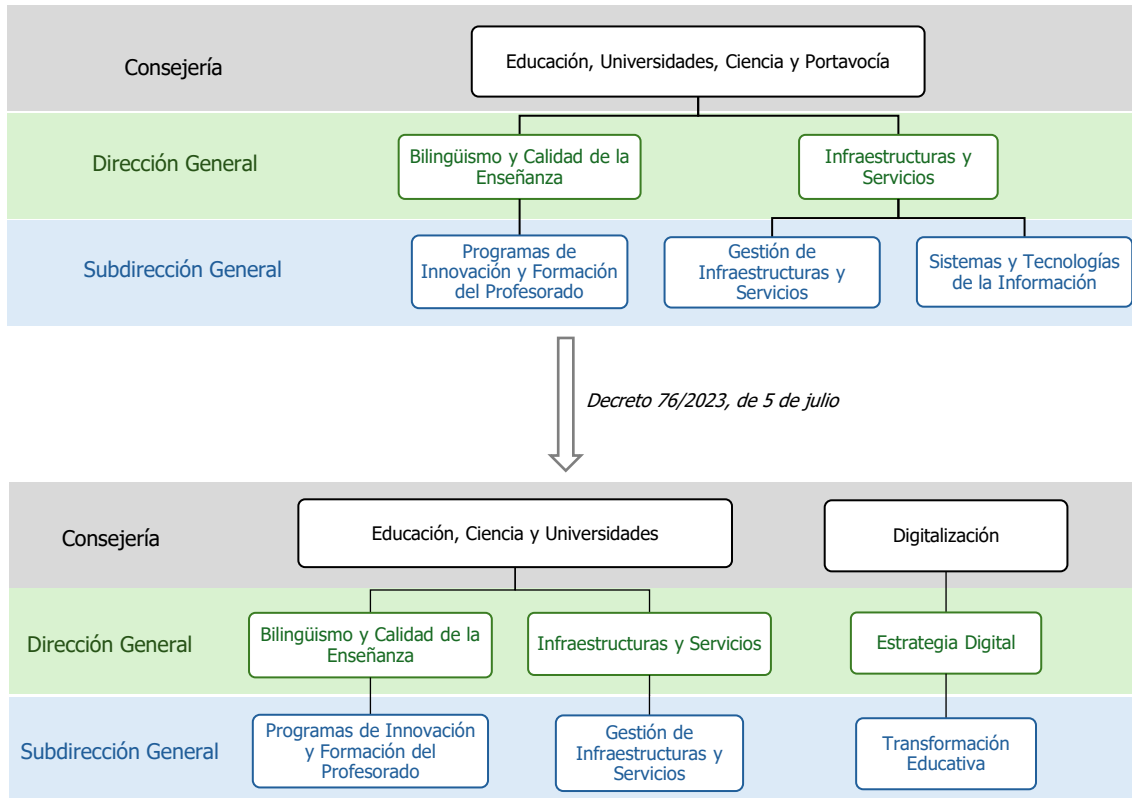 Consejería
Educación, Universidades, Ciencia y Portavocía
Dirección General
Bilingüismo y Calidad de la
Enseñanza
Infraestructuras y
Servicios
Subdirección General
Programas de
Innovación y Formación
del Profesorado
Gestión de
Infraestructuras y
Servicios
Sistemas y Tecnologías
de la Información
Decreto 76/2023, de 5 de julio
Consejería
Educación, Ciencia y Universidades
Digitalización
Dirección General
Bilingüismo y Calidad de la
Enseñanza
Infraestructuras y Servicios
Estrategia Digital
Subdirección General
Programas de Innovación
y Formación del
Profesorado
Gestión de
Infraestructuras y
Servicios
Transformación
Educativa